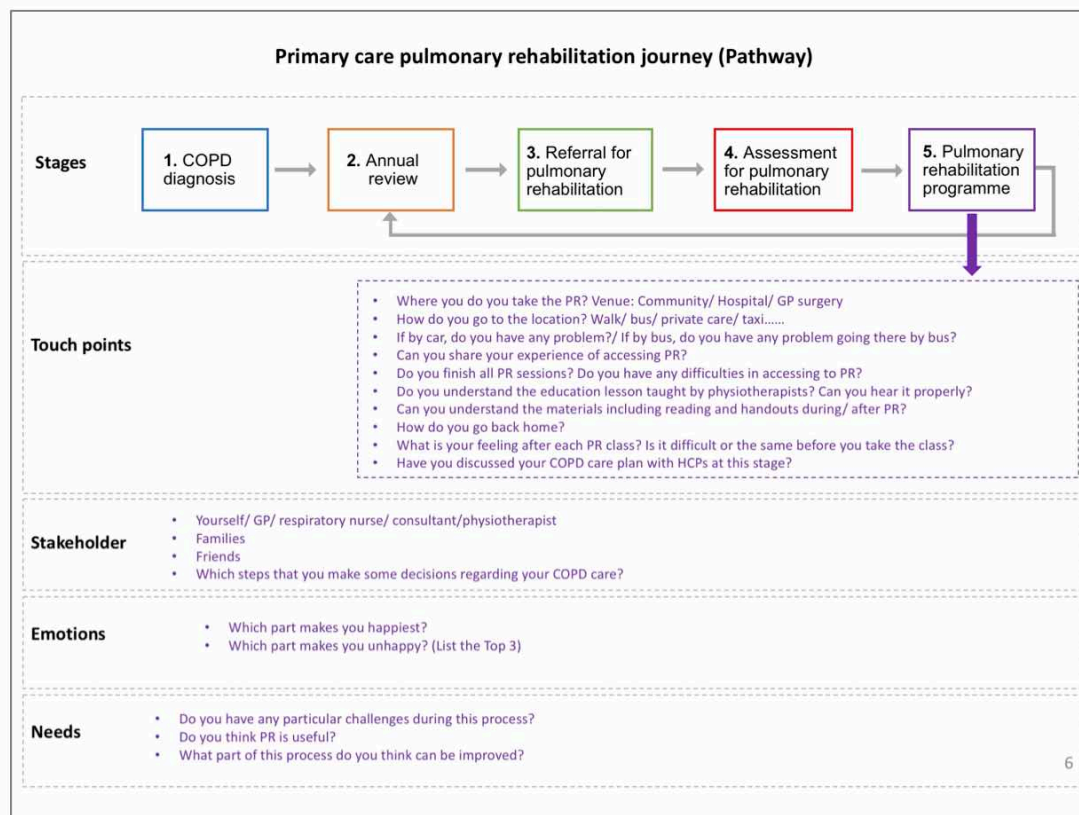 Primary care pulmonary rehabilitation journey (Pathway)
Stages
1. COPD
diagnosis
2. Annual
review
3. Referral for
pulmonary
rehabilitation
4. Assessment
for pulmonary
rehabilitation
5. Pulmonary
rehabilitation
programme
Touch points
• Where you do you take the PR? Venue: Community/ Hospital/ GP surgery
• How do you go to the location? Walk/ bus/ private care/ taxi......
• If by car, do you have any problem?/ If by bus, do you have any problem going there by bus?
• Can you share your experience of accessing PR?
• Do you finish all PR sessions? Do you have any difficulties in accessing to PR?
• Do you understand the education lesson taught by physiotherapists? Can you hear it properly?
• Can you understand the materials including reading and handouts during/ after PR?
• How do you go back home?
• What is your feeling after each PR class? Is it difficult or the same before you take the class?
• Have you discussed your COPD care plan with HCPs at this stage?
Stakeholder
• Yourself/ GP/ respiratory nurse/ consultant/physiotherapist
• Families
• Friends
• Which steps that you make some decisions regarding your COPD care?
Emotions
• Which part makes you happiest?
• Which part makes you unhappy? (List the Top 3)
Needs
• Do you have any particular challenges during this process?
• Do you think PR is useful?
• What part of this process do you think can be improved?
6